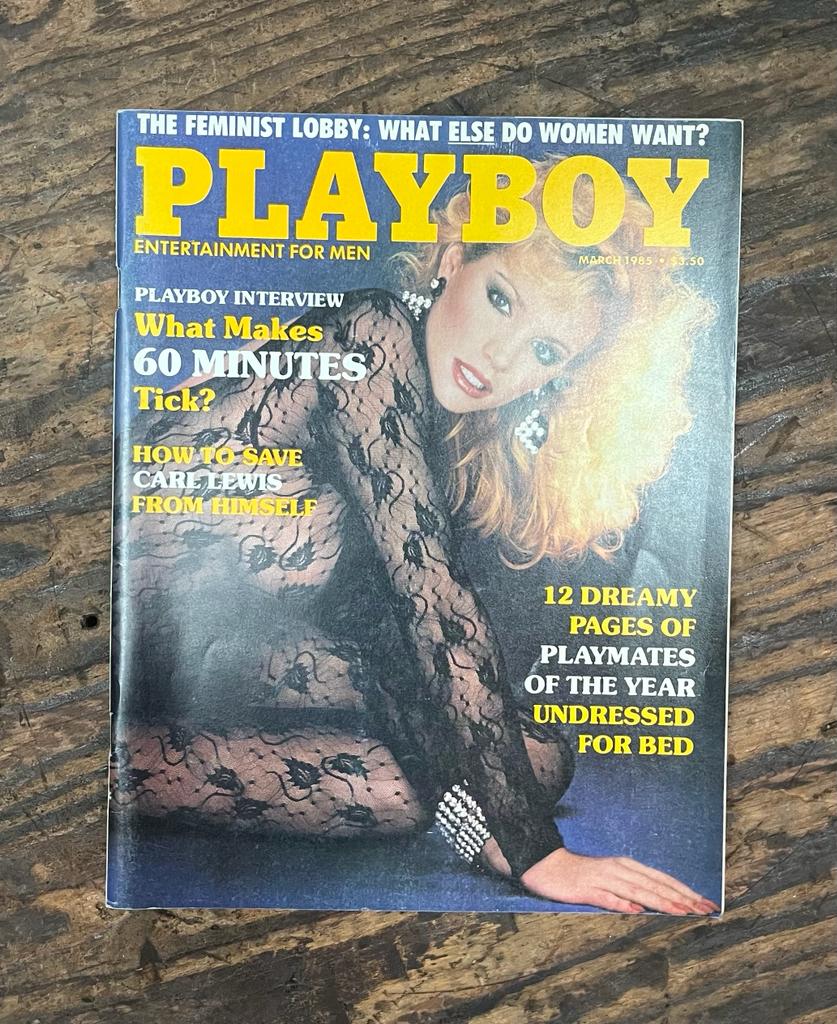 THE FEMINIST LOBBY: WHAT ELSE DO WOMEN WANT?
PLAYBOY
ENTERTAINMENT FOR MEN
MARCH 1985 • $3.50
PLAYBOY INTERVIEW
What Makes
60 MINUTES
Tick?
HOW TO SAVE
CARL LEWIS
FROM HIMSELF
12 DREAMY
PAGES OF
PLAYMATES
OF THE YEAR
UNDRESSED
FOR BED